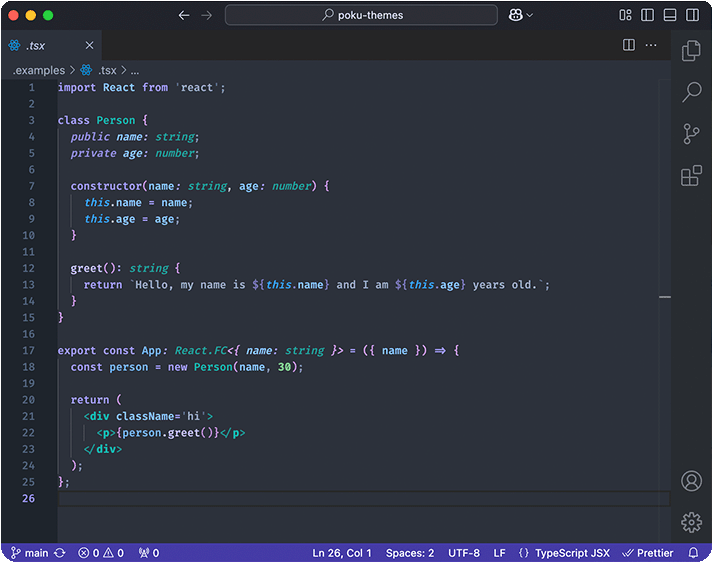 poku-themes
.tsx
.examples > .tsx > ...
1 import React from 'react';
2
3 class Person {
4 public name: string;
5 private age: number;
6
7 constructor(name: string, age: number) {
8 this.name = name;
9 this.age = age;
10 }
11
12 greet(): string {
13 return `Hello, my name is ${this.name} and I am ${this.age} years old.`;
14 }
15 }
16
17 export const App: React.FC<{ name: string }> = ({ name }) => {
18 const person = new Person(name, 30);
19
20 return (
21 <div className='hi'>
22 <p>{person.greet()}</p>
23 </div>
24 );
25 };
26
main 0 0 0 Ln 26, Col 1 Spaces: 2 UTF-8 LF {} TypeScript JSX Prettier